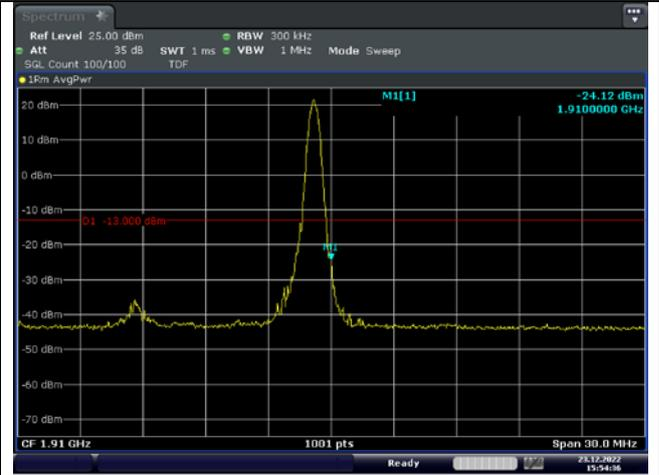 Spectrum
Ref Level 25.00 dBm RBW 300 kHz
Att 35 dB SWT 1 ms VBW 1 MHz Mode Sweep
SGL Count 100/100 TDF
1Rm AvgPwr
M1[1] -24.12 dBm
1.9100000 GHz
20 dBm
10 dBm
0 dBm
-10 dBm
D1 -13.000 dBm
-20 dBm
M1
-30 dBm
-40 dBm
-50 dBm
-60 dBm
-70 dBm
CF 1.91 GHz 1001 pts Span 30.0 MHz
Ready 23.12.2022
15:54:36